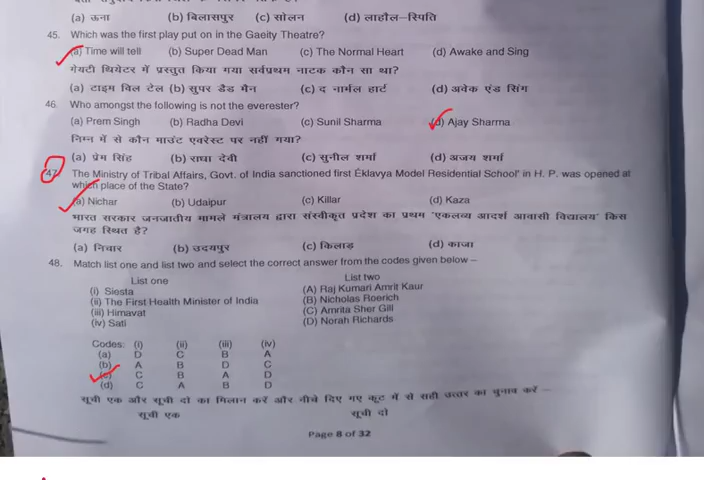 (a) ऊना (b) बिलासपुर (c) सोलन (d) लाहौल–स्पिति
45. Which was the first play put on in the Gaeity Theatre?
(a) Time will tell (b) Super Dead Man (c) The Normal Heart (d) Awake and Sing
गेयटी थियेटर में प्रस्तुत किया गया सर्वप्रथम नाटक कौन सा था?
(a) टाइम विल टेल (b) सुपर डैड मैन (c) द नार्मल हार्ट (d) अवेक एंड सिंग
46. Who amongst the following is not the everester?
(a) Prem Singh (b) Radha Devi (c) Sunil Sharma (d) Ajay Sharma
निम्न में से कौन माउंट एवरेस्ट पर नहीं गया?
(a) प्रेम सिंह (b) राधा देवी (c) सुनील शर्मा (d) अजय शर्मा
47. The Ministry of Tribal Affairs, Govt. of India sanctioned first Éklavya Model Residential School' in H. P. was opened at
which place of the State?
(a) Nichar (b) Udaipur (c) Killar (d) Kaza
भारत सरकार जनजातीय मामले मंत्रालय द्वारा संस्वीकृत प्रदेश का प्रथम 'एकलव्य आदर्श आवासी विद्यालय' किस
जगह स्थित है?
(a) निचार (b) उदयपुर (c) किलाड़ (d) काजा
48. Match list one and list two and select the correct answer from the codes given below –
List one List two
(i) Siesta (A) Raj Kumari Amrit Kaur
(ii) The First Health Minister of India (B) Nicholas Roerich
(iii) Himavat (C) Amrita Sher Gill
(iv) Sati (D) Norah Richards
Codes: (i) (ii) (iii) (iv)
(a) D C B A
(b) A B D C
(c) C B A D
(d) C A B D
सूची एक और सूची दो का मिलान करें और नीचे दिए गए कूट में से सही उत्तर का चुनाव करें –
सूची एक सूची दो
Page 8 of 32